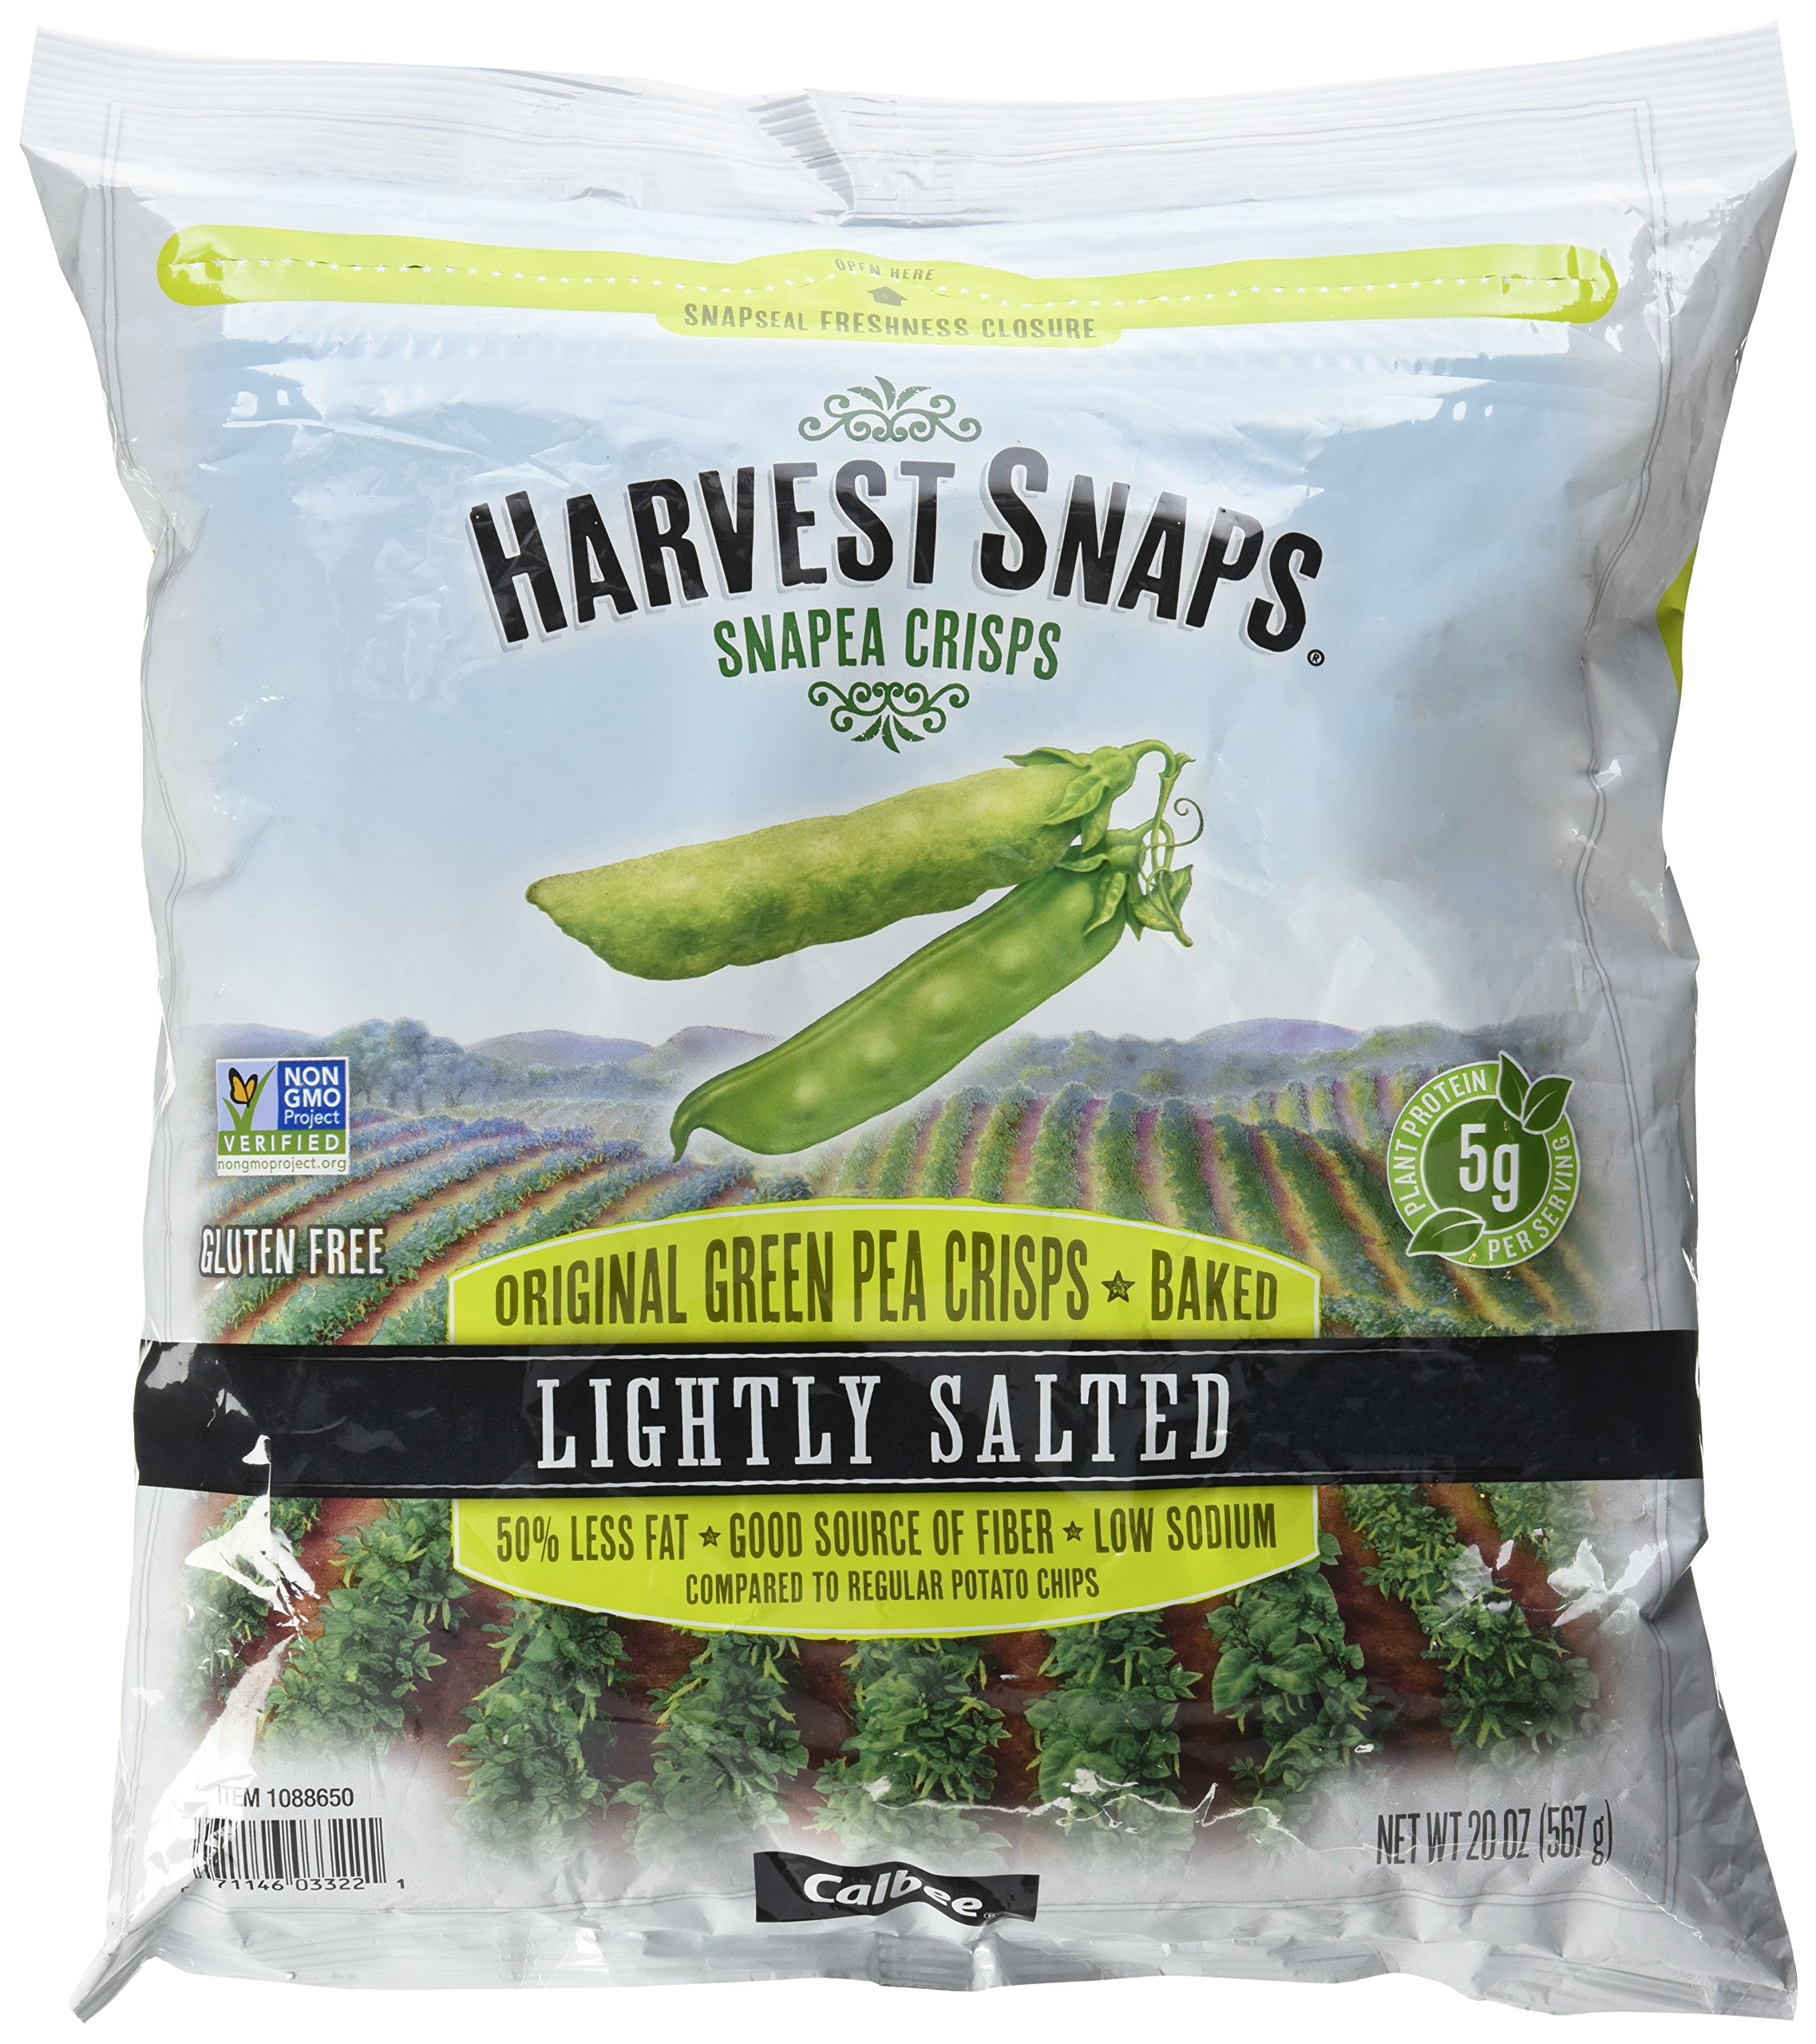 OPEN HERE
SNAPSEAL FRESHNESS CLOSURE
HARVEST SNAPS®
SNAPEA CRISPS
NON
GMO
Project
VERIFIED
nongmoproject.org
PLANT PROTEIN
5g
PER SERVING
GLUTEN FREE
ORIGINAL GREEN PEA CRISPS ★ BAKED
LIGHTLY SALTED
50% LESS FAT ★ GOOD SOURCE OF FIBER ★ LOW SODIUM
COMPARED TO REGULAR POTATO CHIPS
ITEM 1088650
71146 03322 1
NET WT 20 OZ (567 g)
Calbee®